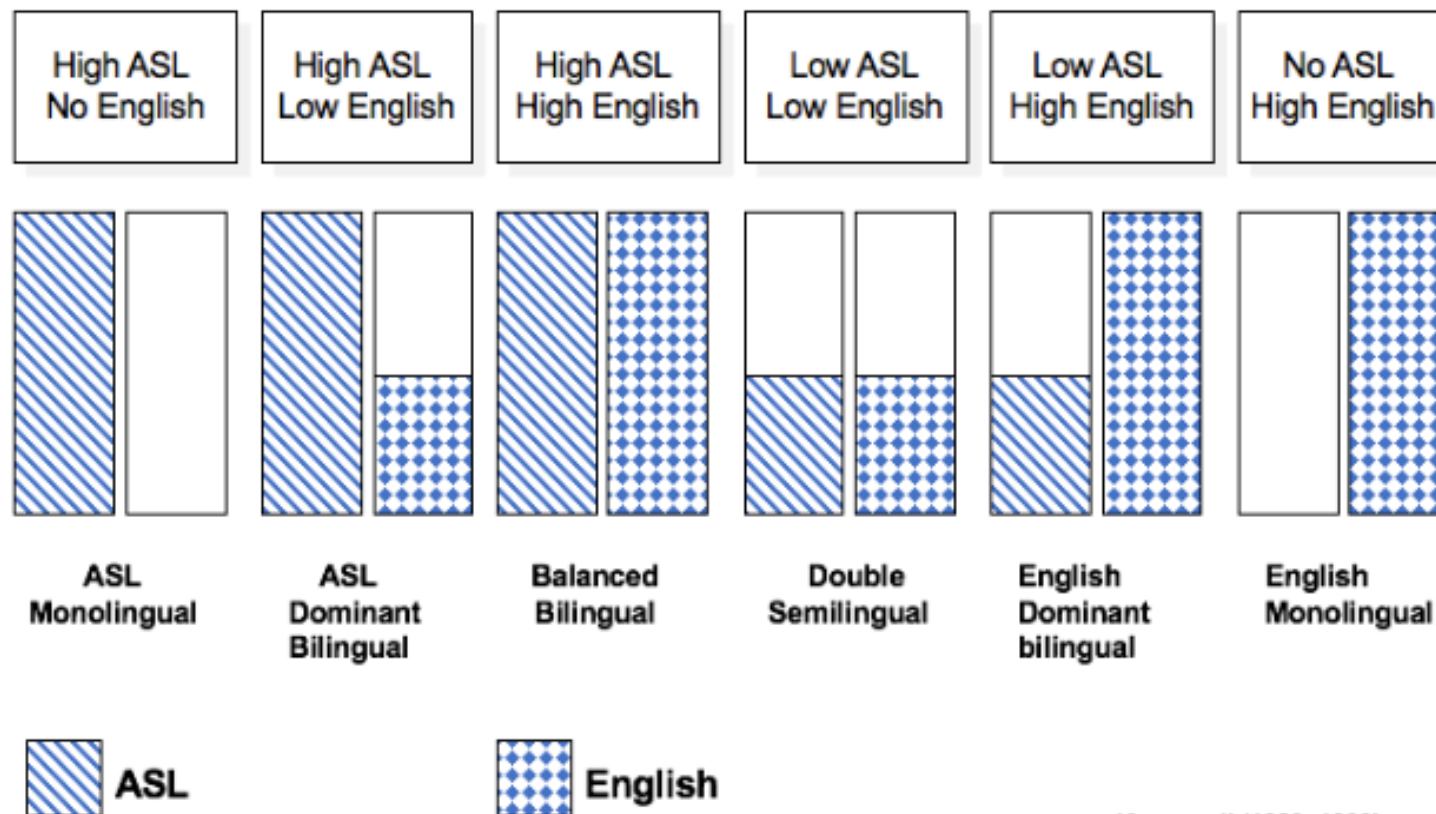 High ASL
No English
High ASL
Low English
High ASL
High English
Low ASL
Low English
Low ASL
High English
No ASL
High English
ASL
Monolingual
ASL
Dominant
Bilingual
Balanced
Bilingual
Double
Semilingual
English
Dominant
bilingual
English
Monolingual
ASL
English